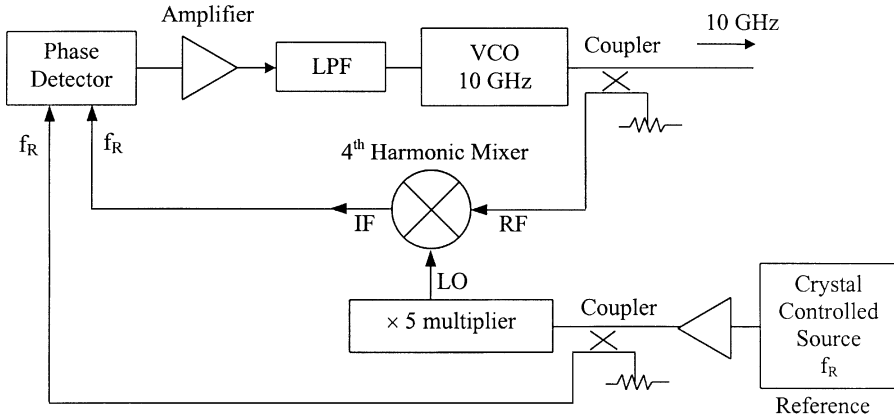 Amplifier
10 GHz
Phase
Detector
LPF
VCO
10 GHz
Coupler
f_R
f_R
4th Harmonic Mixer
IF
RF
LO
× 5 multiplier
Coupler
Crystal
Controlled
Source
f_R
Reference